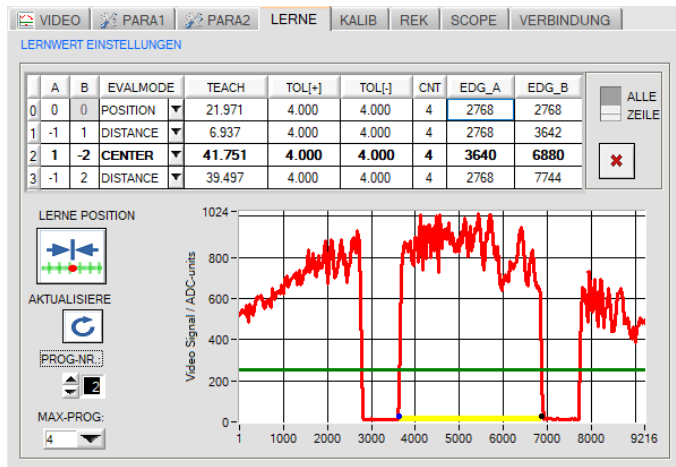 VIDEO PARA1 PARA2 LERNE KALIB REK SCOPE VERBINDUNG
LERNWERT EINSTELLUNGEN
A B EVALMODE TEACH TOL[+] TOL[-] CNT EDG_A EDG_B
0 0 0 POSITION 21.971 4.000 4.000 4 2768 2768
1 -1 1 DISTANCE 6.937 4.000 4.000 4 2768 3642
2 1 -2 CENTER 41.751 4.000 4.000 4 3640 6880
3 -1 2 DISTANCE 39.497 4.000 4.000 4 2768 7744
ALLE
ZEILE
LERNE POSITION
AKTUALISIERE
PROG-NR.:
2
MAX-PROG:
4
Video Signal / ADC-units
1024
800
600
400
200
0
1 1000 2000 3000 4000 5000 6000 7000 8000 9216